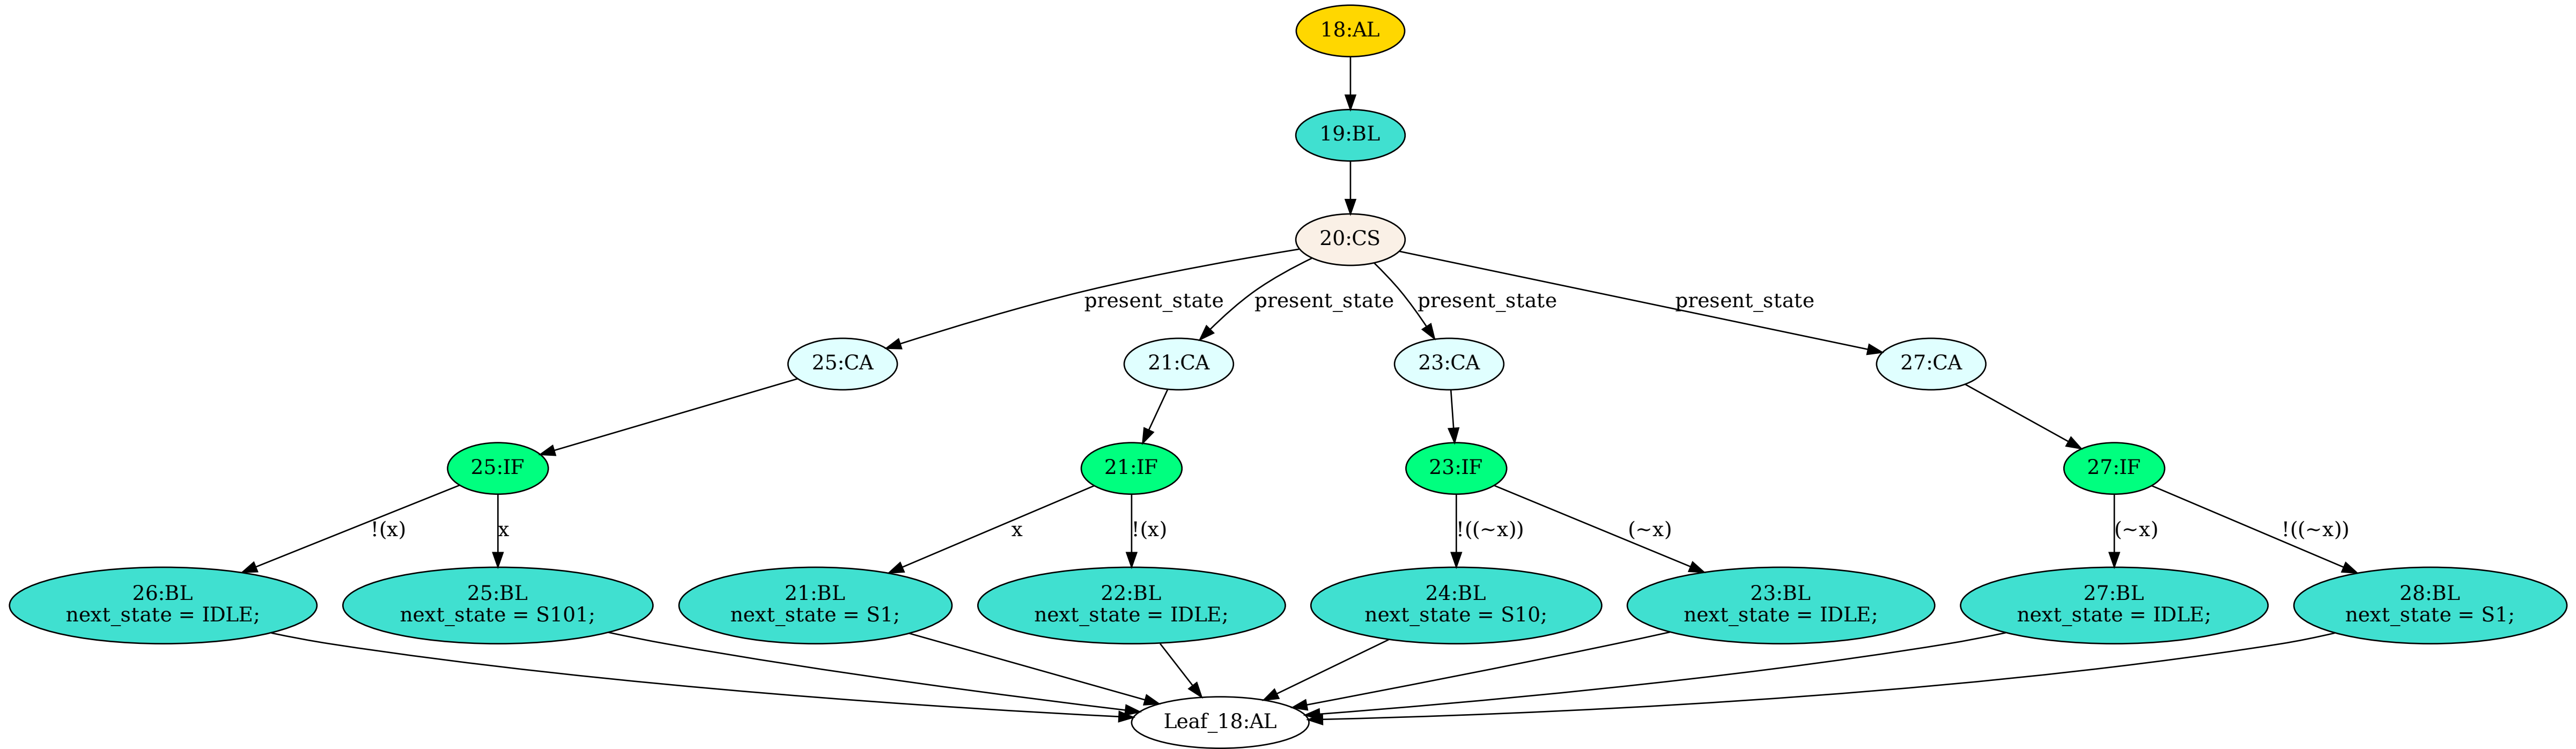 18:AL
19:BL
20:CS
present_state
present_state
present_state
present_state
25:CA
21:CA
23:CA
27:CA
25:IF
21:IF
23:IF
27:IF
!(x)
x
x
!(x)
!((~x))
(~x)
(~x)
!((~x))
26:BL
next_state = IDLE;
25:BL
next_state = S101;
21:BL
next_state = S1;
22:BL
next_state = IDLE;
24:BL
next_state = S10;
23:BL
next_state = IDLE;
27:BL
next_state = IDLE;
28:BL
next_state = S1;
Leaf_18:AL